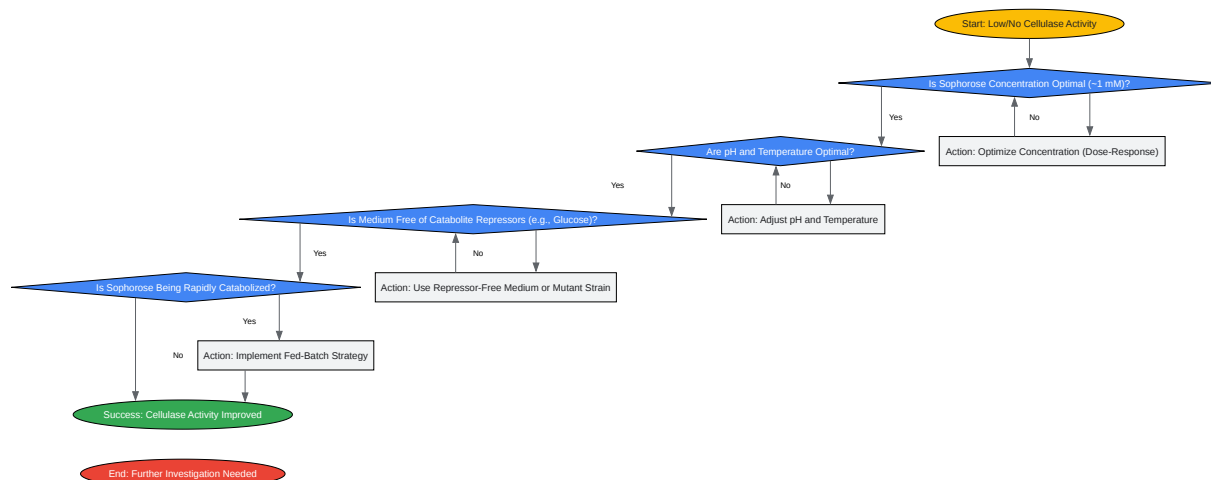 Start: Low/No Cellulase Activity
Is Sophorose Concentration Optimal (~1 mM)?
Yes
No
Action: Optimize Concentration (Dose-Response)
Are pH and Temperature Optimal?
Yes
No
Action: Adjust pH and Temperature
Is Medium Free of Catabolite Repressors (e.g., Glucose)?
Yes
No
Action: Use Repressor-Free Medium or Mutant Strain
Is Sophorose Being Rapidly Catabolized?
Yes
No
Action: Implement Fed-Batch Strategy
Success: Cellulase Activity Improved
End: Further Investigation Needed